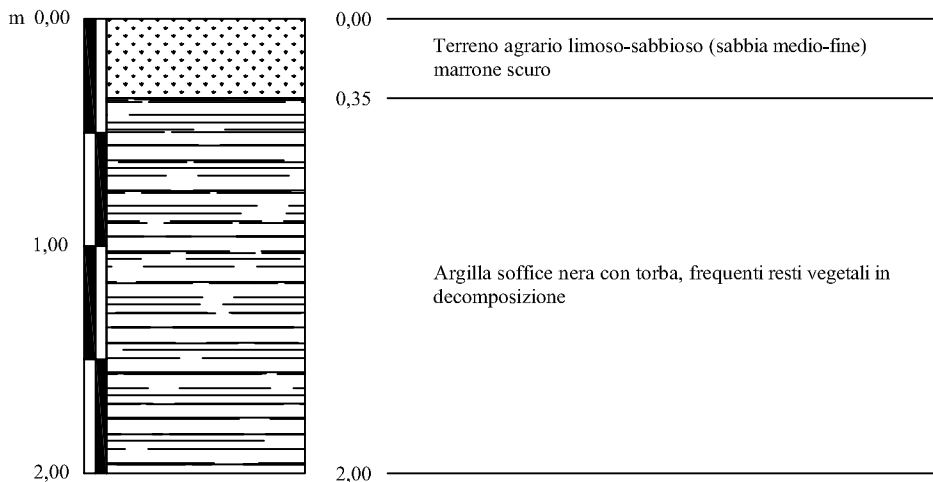 m 0,00
0,00
Terreno agrario limoso-sabbioso (sabbia medio-fine)
marrone scuro
0,35
1,00
Argilla soffice nera con torba, frequenti resti vegetali in
decomposizione
2,00
2,00